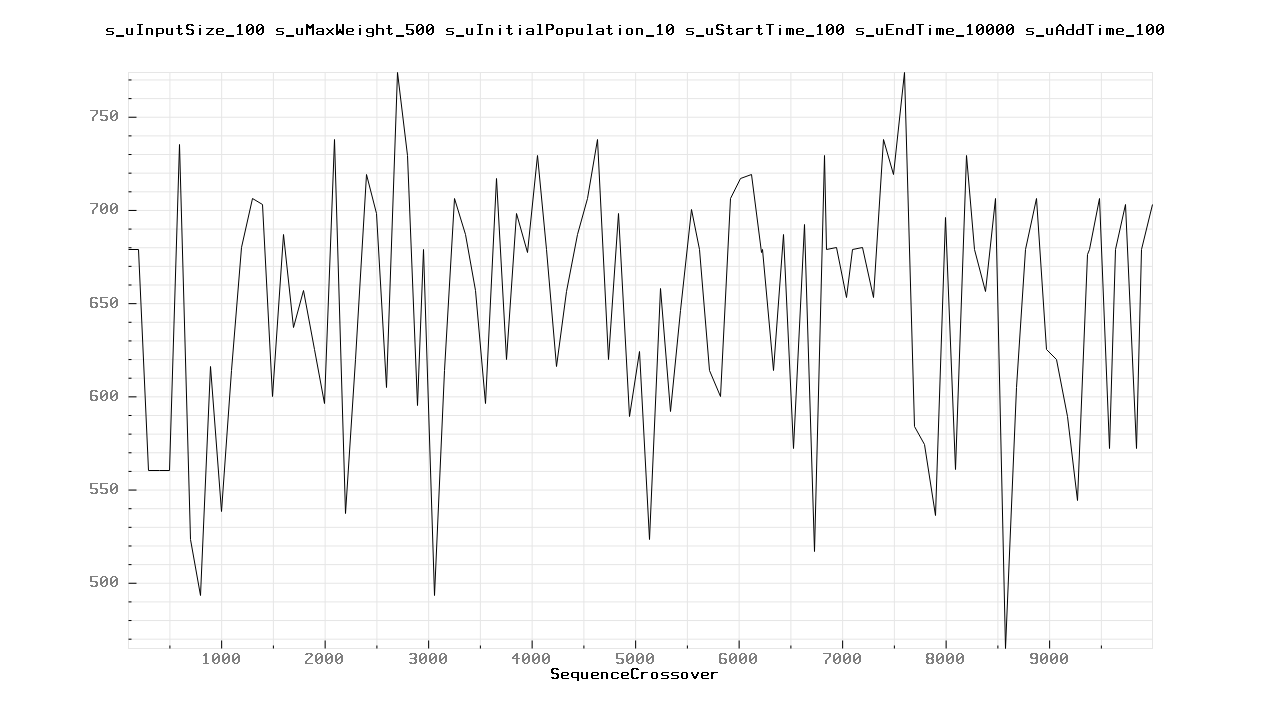 s_uInputSize_100 s_uMaxWeight_500 s_uInitialPopulation_10 s_uStartTime_100 s_uEndTime_10000 s_uAddTime_100
750
700
650
600
550
500
1000 2000 3000 4000 5000 6000 7000 8000 9000
SequenceCrossover